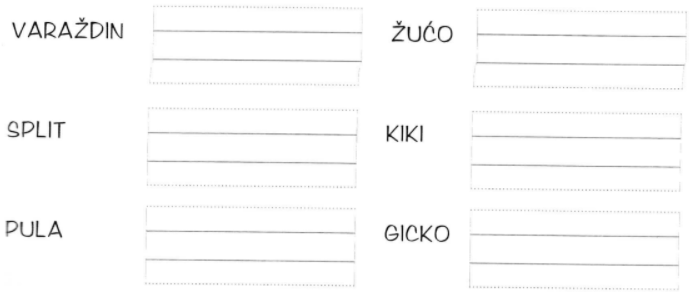 VARAŽDIN
ŽUĆO
SPLIT
KIKI
PULA
GICKO